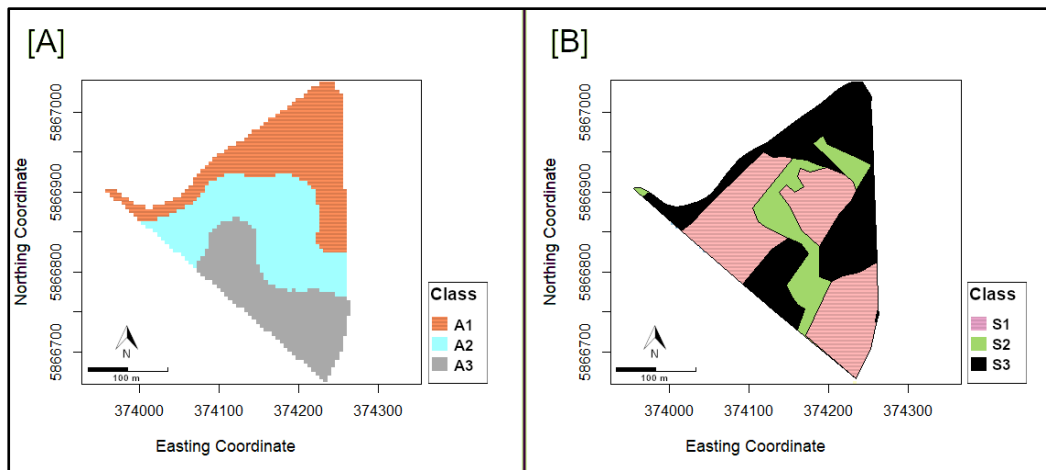 [A]
Northing Coordinate
5867000
5866900
5866800
5866700
374000 374100 374200 374300
Easting Coordinate
N
100 m
Class
A1
A2
A3
[B]
Northing Coordinate
5867000
5866900
5866800
5866700
374000 374100 374200 374300
Easting Coordinate
N
100 m
Class
S1
S2
S3